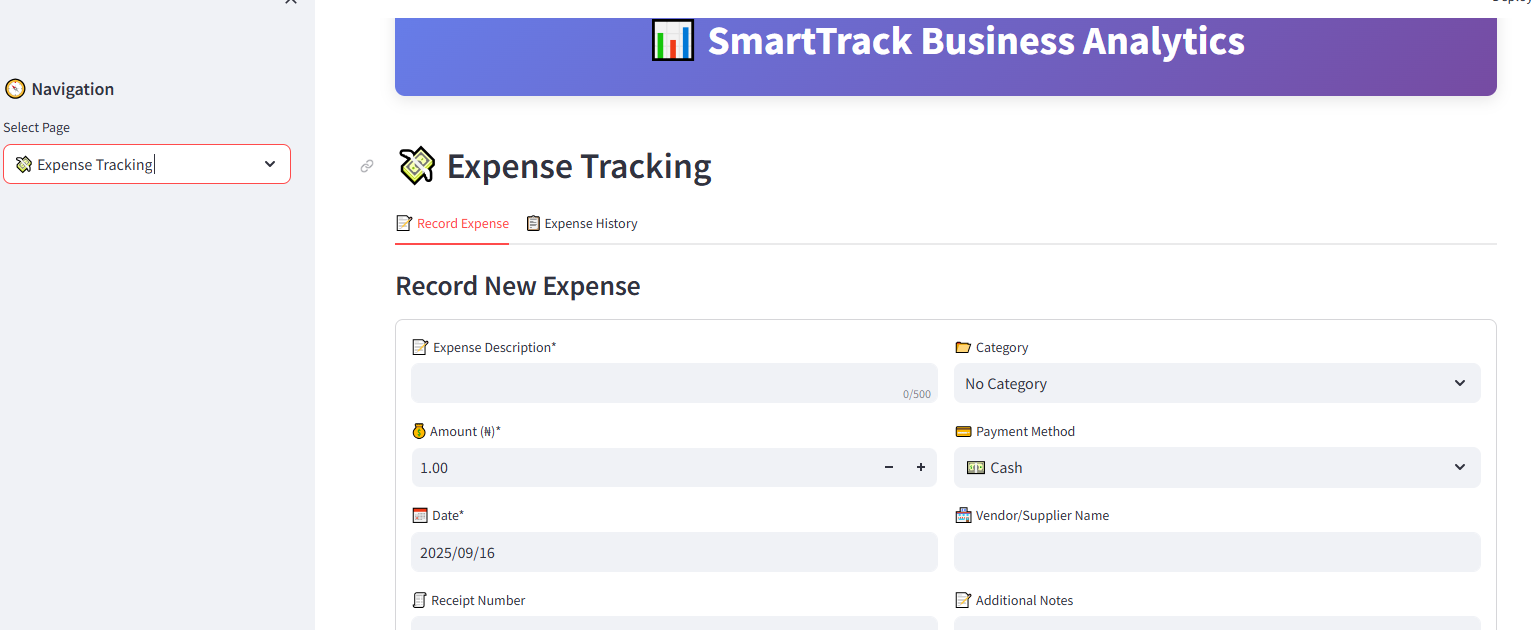 SmartTrack Business Analytics
Navigation
Select Page
Expense Tracking
Expense Tracking
Record Expense
Expense History
Record New Expense
Expense Description*
0/500
Category
No Category
Amount (₦)*
1.00
Payment Method
Cash
Date*
2025/09/16
Vendor/Supplier Name
Receipt Number
Additional Notes